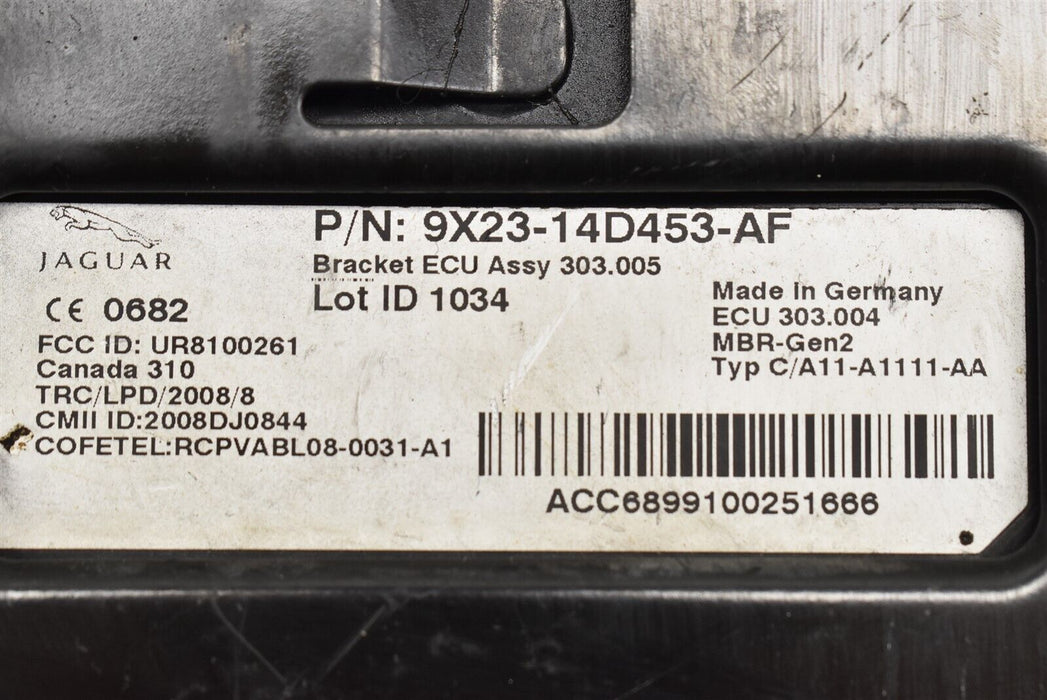 JAGUAR
P/N: 9X23-14D453-AF
Bracket ECU Assy 303.005
Lot ID 1034
CE 0682
FCC ID: UR8100261
Canada 310
TRC/LPD/2008/8
CMII ID:2008DJ0844
COFETEL:RCPVABL08-0031-A1
Made in Germany
ECU 303.004
MBR-Gen2
Typ C/A11-A1111-AA
ACC6899100251666